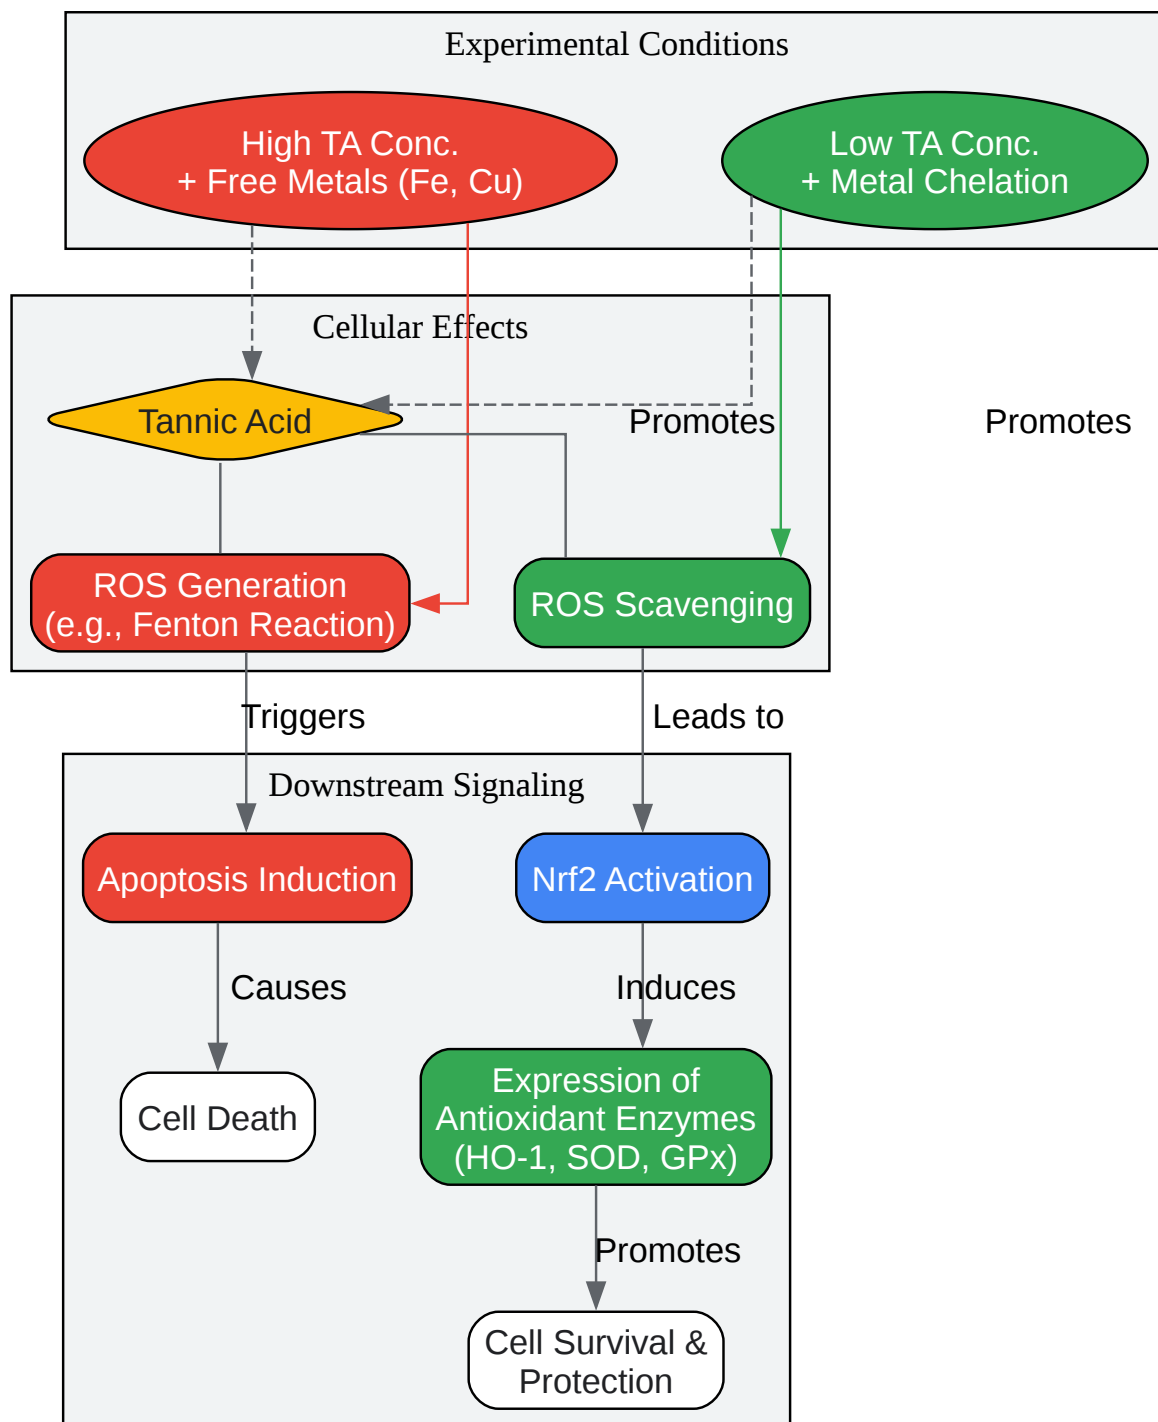 Experimental Conditions
High TA Conc.
+ Free Metals (Fe, Cu)
Low TA Conc.
+ Metal Chelation
Cellular Effects
Tannic Acid
Promotes
Promotes
ROS Generation
(e.g., Fenton Reaction)
ROS Scavenging
Triggers
Leads to
Downstream Signaling
Apoptosis Induction
Nrf2 Activation
Causes
Induces
Cell Death
Expression of
Antioxidant Enzymes
(HO-1, SOD, GPx)
Promotes
Cell Survival &
Protection